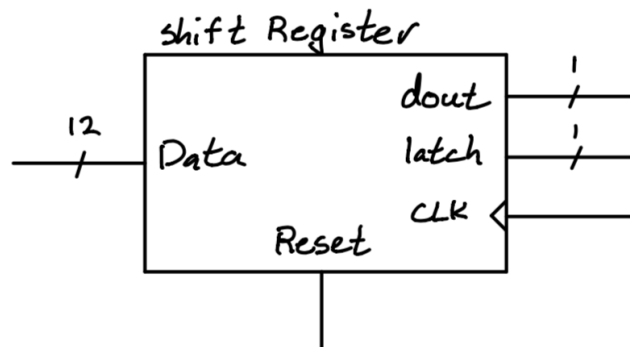 shift Register
1
dout
12
1
Data
latch
CLK
Reset